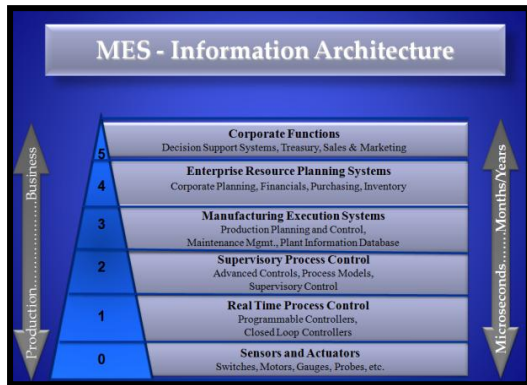 MES - Information Architecture
Production..............Business
5
Corporate Functions
Decision Support Systems, Treasury, Sales & Marketing
4
Enterprise Resource Planning Systems
Corporate Planning, Financials, Purchasing, Inventory
3
Manufacturing Execution Systems
Production Planning and Control,
Maintenance Mgmt., Plant Information Database
2
Supervisory Process Control
Advanced Controls, Process Models,
Supervisory Control
1
Real Time Process Control
Programmable Controllers,
Closed Loop Controllers
0
Sensors and Actuators
Switches, Motors, Gauges, Probes, etc.
Microseconds........Months/Years